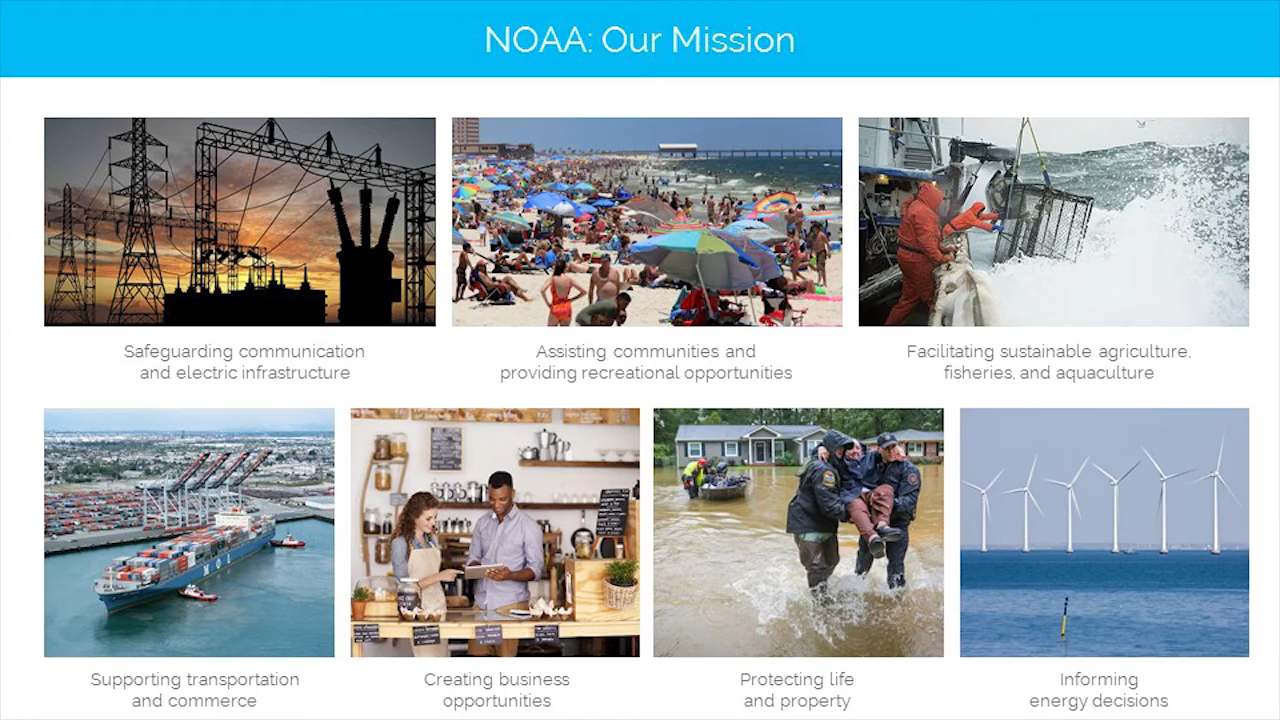 NOAA: Our Mission
Safeguarding communication
and electric infrastructure
Assisting communities and
providing recreational opportunities
Facilitating sustainable agriculture,
fisheries, and aquaculture
MOL
Supporting transportation
and commerce
Creating business
opportunities
Protecting life
and property
Informing
energy decisions